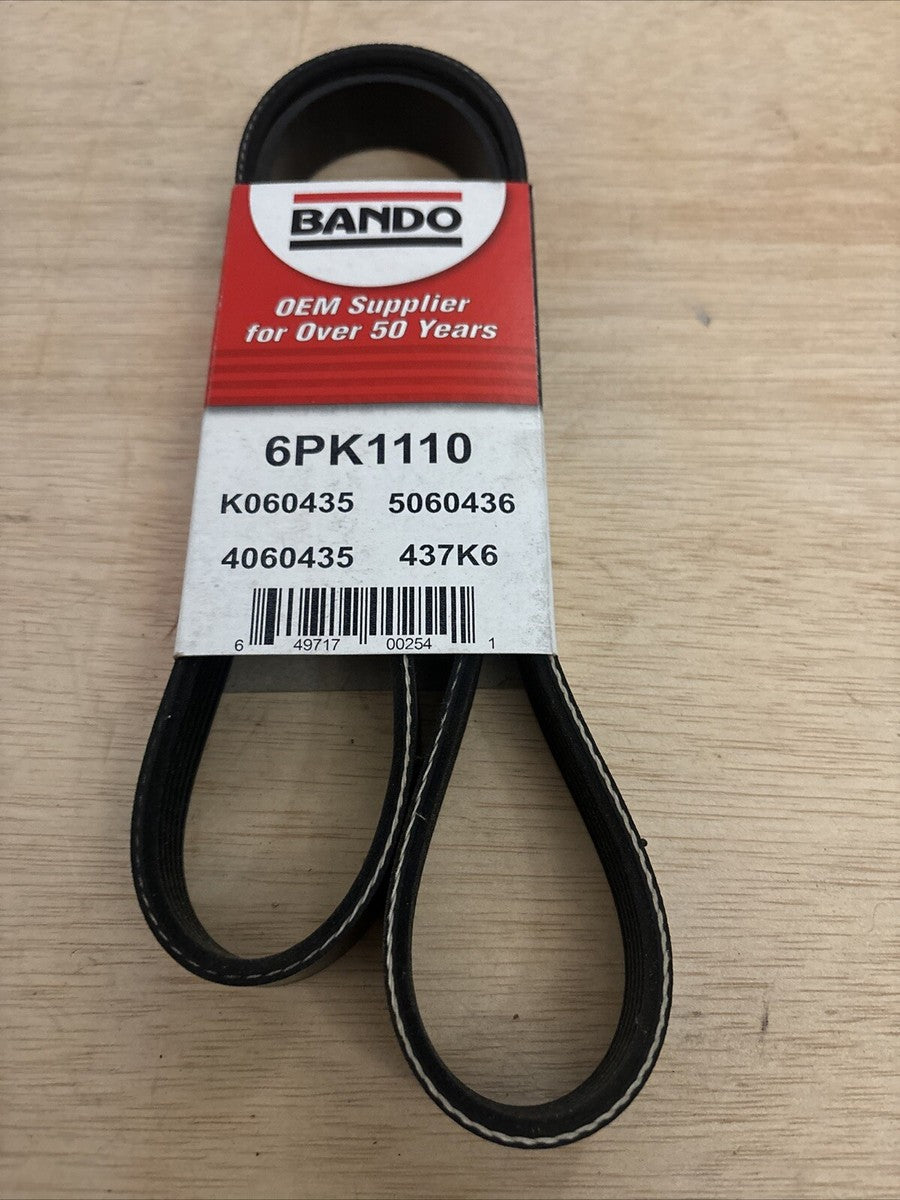 BANDO
OEM Supplier
for Over 50 Years
6PK1110
K060435 5060436
4060435 437K6
6 49717 00254 1